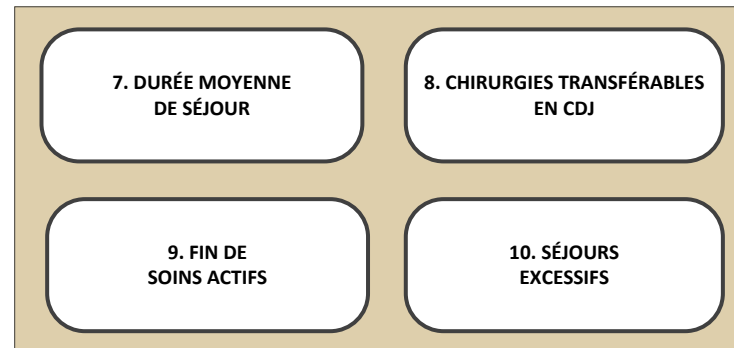 7. DURÉE MOYENNE
DE SÉJOUR
8. CHIRURGIES TRANSFÉRABLES
EN CDJ
9. FIN DE
SOINS ACTIFS
10. SÉJOURS
EXCESSIFS